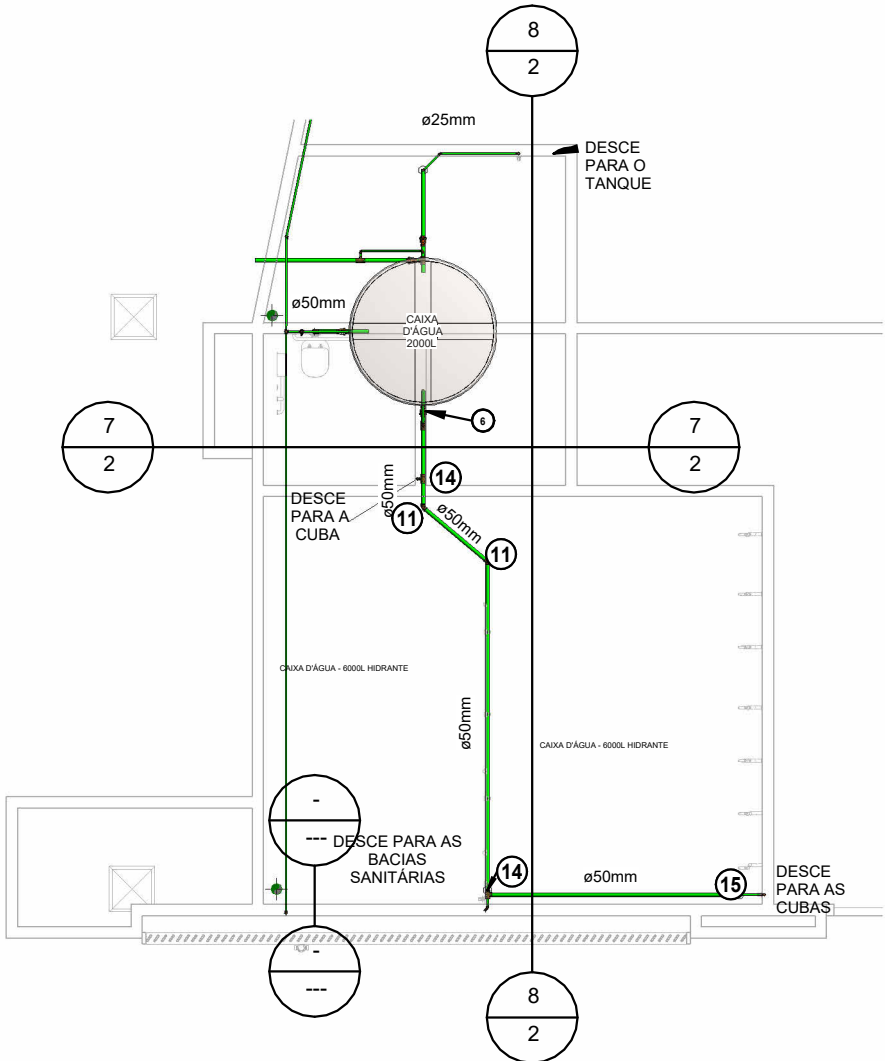 8
2
ø25mm
DESCE
PARA O
TANQUE
ø50mm
CAIXA
D'ÁGUA
2000L
6
7
2
7
2
14
DESCE
PARA A
CUBA
ø50mm
11
ø50mm
11
CAIXA D'ÁGUA - 6000L HIDRANTE
ø50mm
CAIXA D'ÁGUA - 6000L HIDRANTE
-
---
DESCE PARA AS
BACIAS
SANITÁRIAS
14
ø50mm
15
DESCE
PARA AS
CUBAS
-
---
8
2